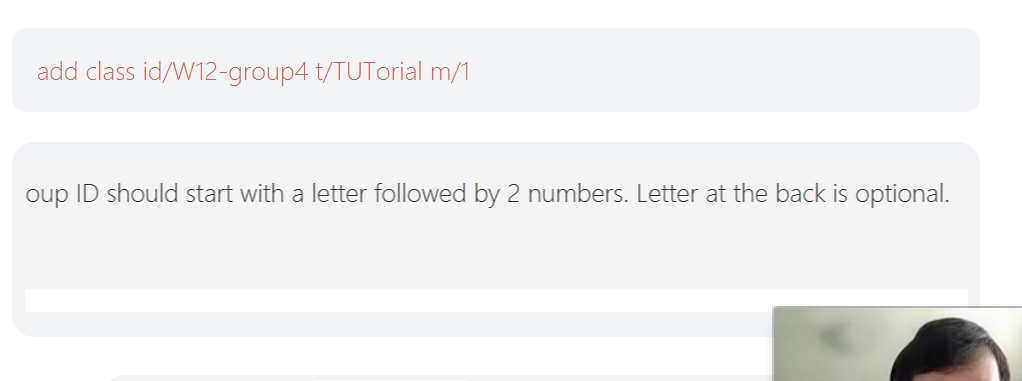 add class id/W12-group4 t/TUTorial m/1
oup ID should start with a letter followed by 2 numbers. Letter at the back is optional.